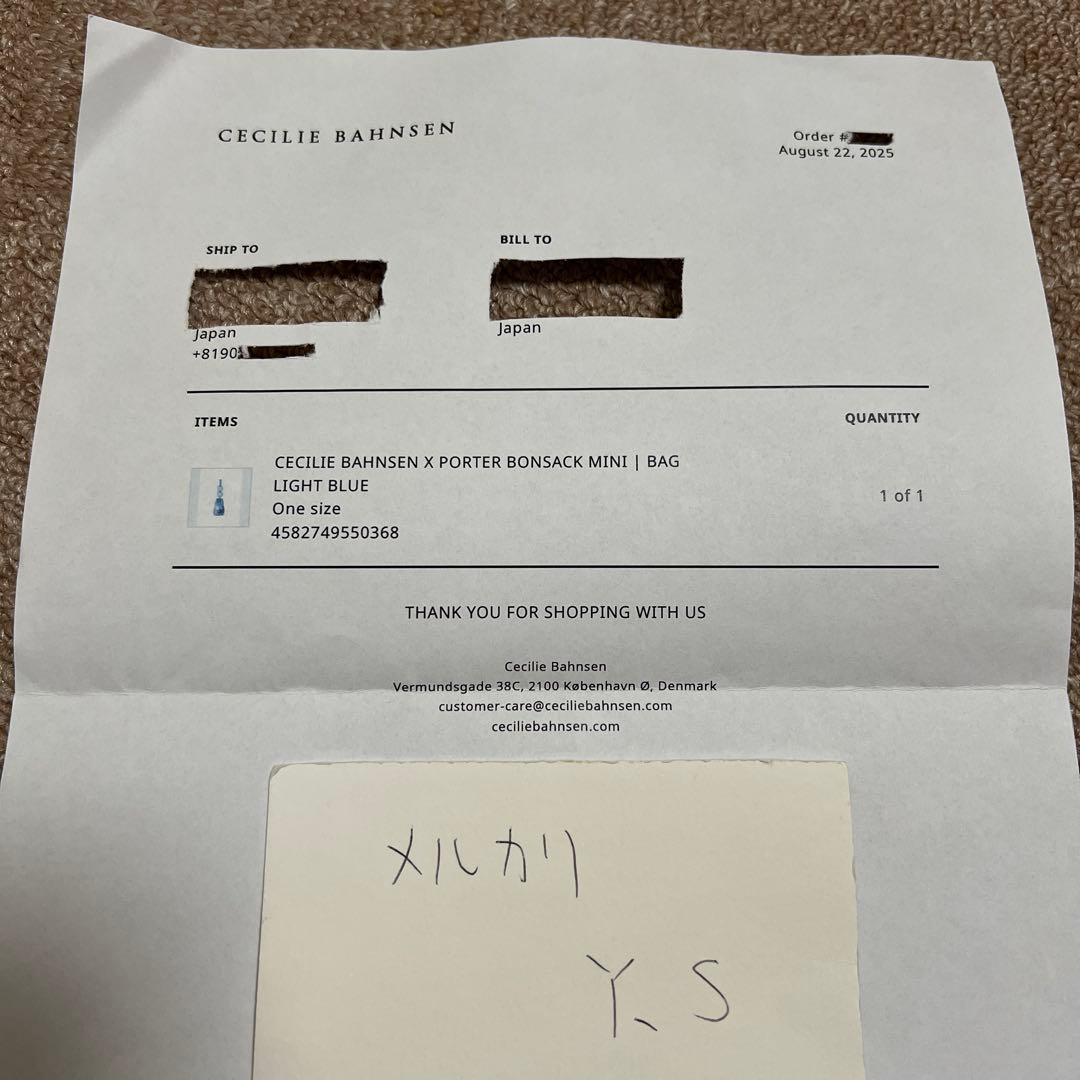 CECILIE BAHNSEN
Order #
August 22, 2025
SHIP TO
BILL TO
Japan
+8190
Japan
ITEMS
QUANTITY
CECILIE BAHNSEN X PORTER BONSACK MINI | BAG
LIGHT BLUE
One size
4582749550368
1 of 1
THANK YOU FOR SHOPPING WITH US
Cecilie Bahnsen
Vermundsgade 38C, 2100 København Ø, Denmark
customer-care@ceciliebahnsen.com
ceciliebahnsen.com
メルカリ
Y. S